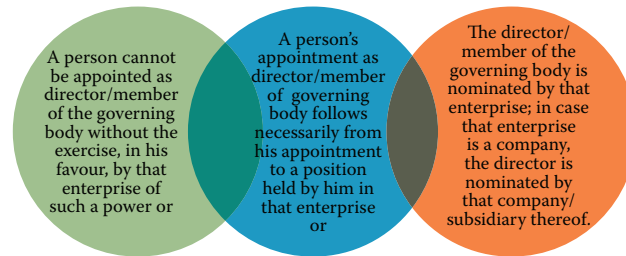 A person cannot
be appointed as
director/member
of the governing
body without the
exercise, in his
favour, by that
enterprise of
such a power or
A person’s
appointment as
director/member
of governing
body follows
necessarily from
his appointment
to a position
held by him in
that enterprise
or
The director/
member of the
governing body is
nominated by that
enterprise; in case
that enterprise
is a company,
the director is
nominated by
that company/
subsidiary thereof.